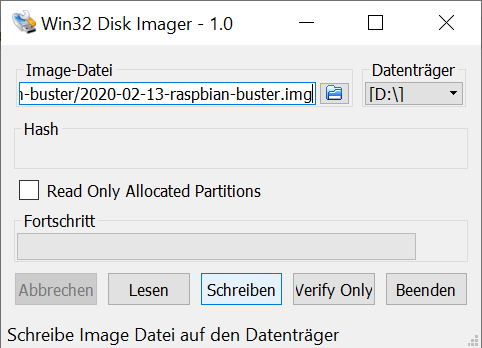 Win32 Disk Imager - 1.0
Image-Datei
Datenträger
n-buster/2020-02-13-raspbian-buster.img
[D:\]
Hash
Read Only Allocated Partitions
Fortschritt
Abbrechen
Lesen
Schreiben
Verify Only
Beenden
Schreibe Image Datei auf den Datenträger